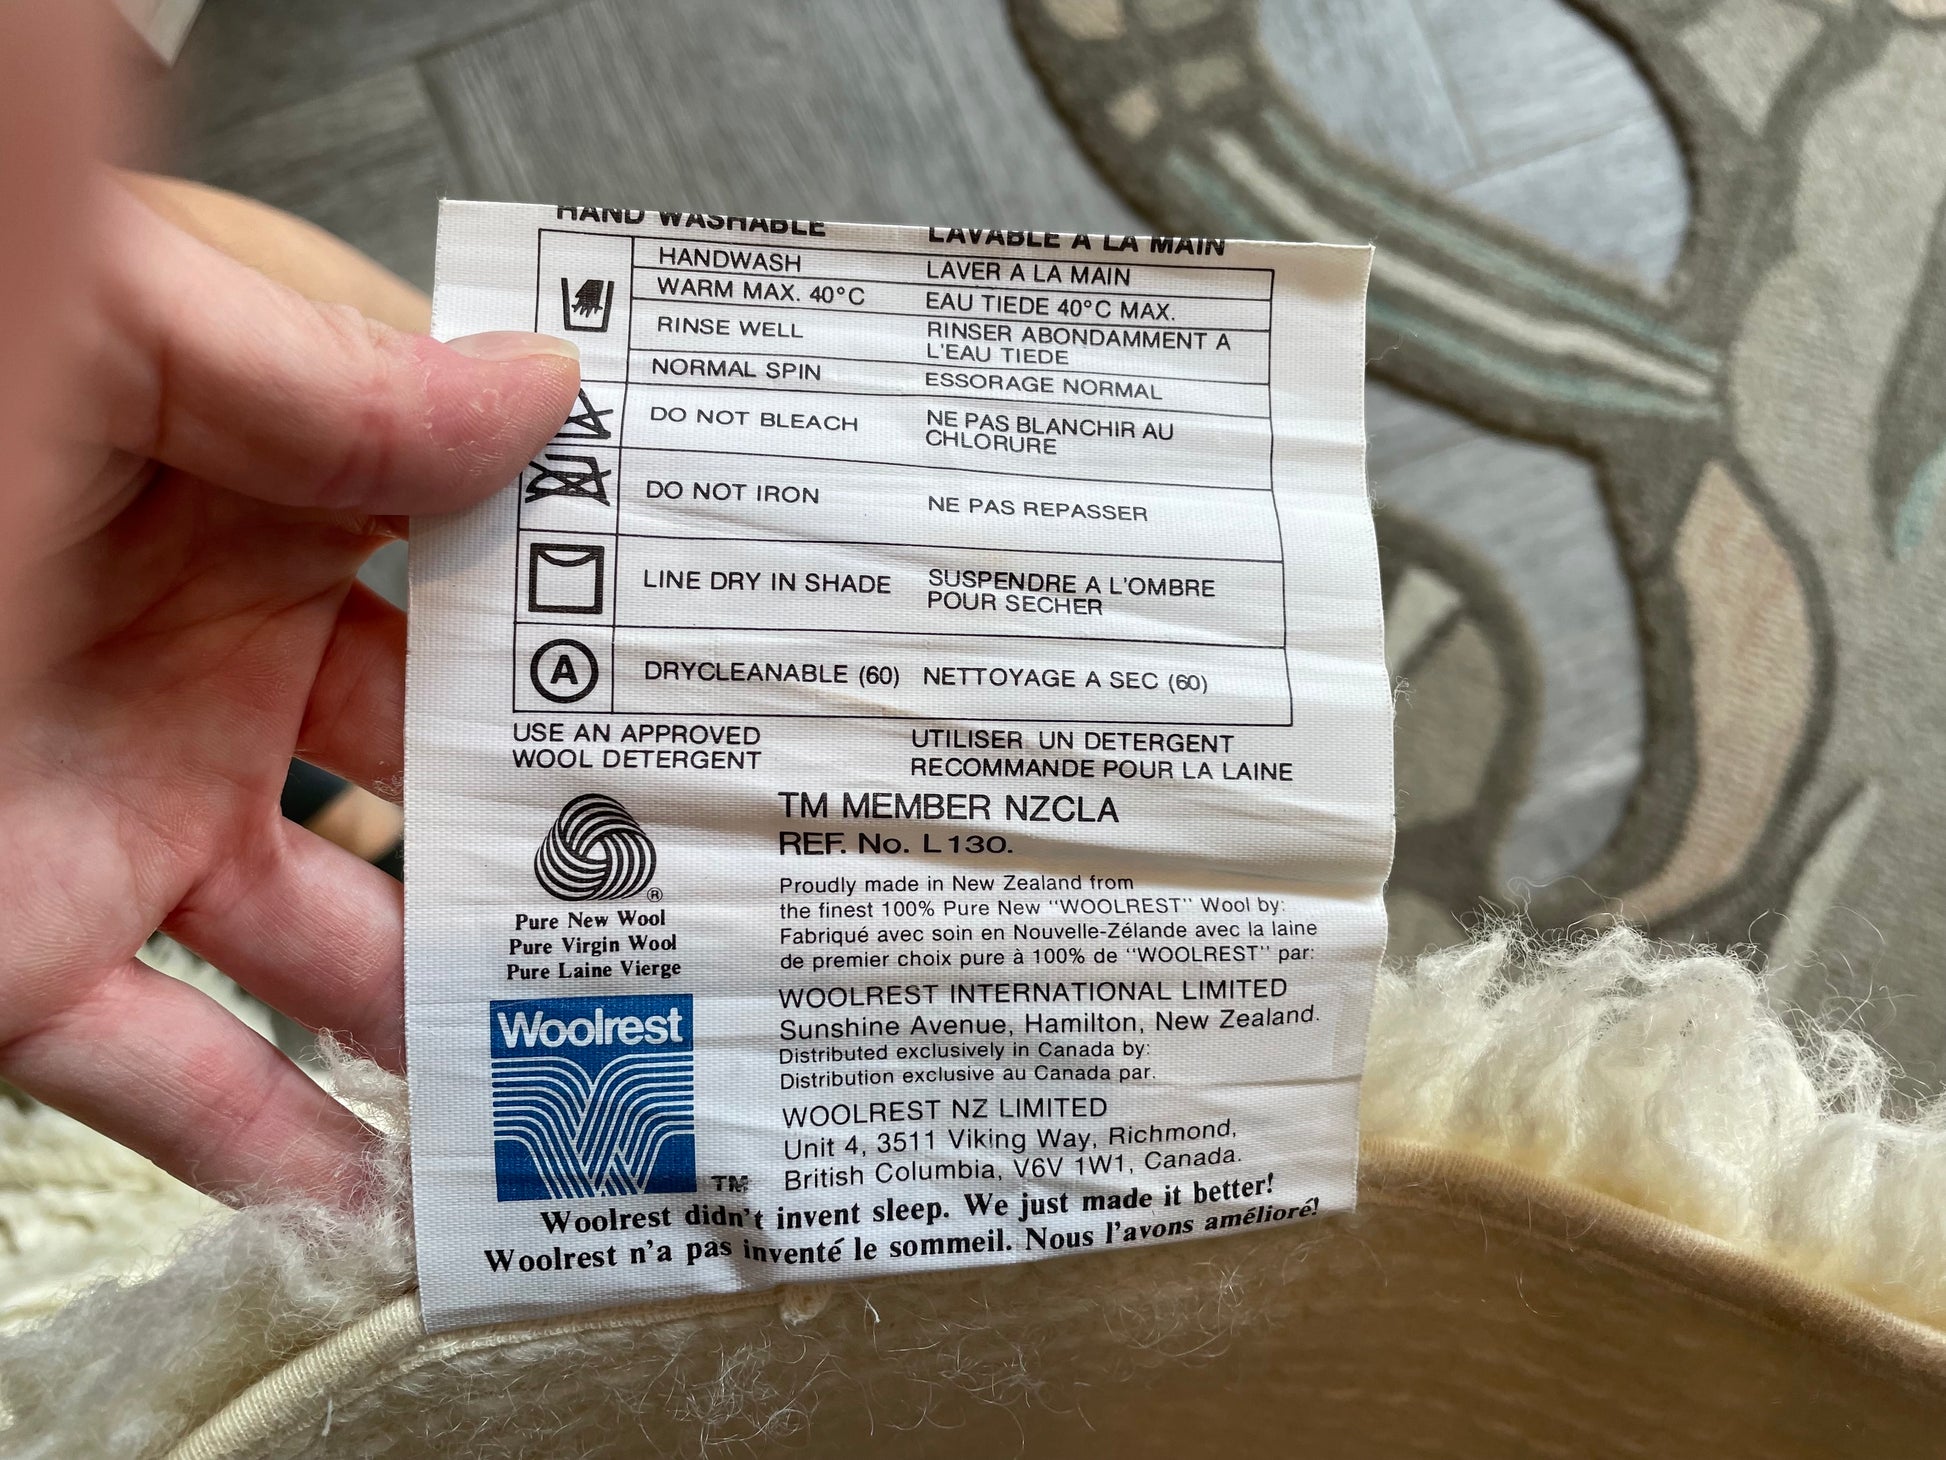 HAND WASHABLE LAVABLE A LA MAIN
HANDWASH LAVER A LA MAIN
WARM MAX. 40°C EAU TIEDE 40°C MAX.
RINSE WELL RINSER ABONDAMMENT A
L'EAU TIEDE
NORMAL SPIN ESSORAGE NORMAL
DO NOT BLEACH NE PAS BLANCHIR AU
CHLORURE
DO NOT IRON NE PAS REPASSER
LINE DRY IN SHADE SUSPENDRE A L'OMBRE
POUR SECHER
A DRYCLEANABLE (60) NETTOYAGE A SEC (60)
USE AN APPROVED
WOOL DETERGENT
UTILISER UN DETERGENT
RECOMMANDE POUR LA LAINE
TM MEMBER NZCLA
REF. No. L130.
®
Pure New Wool
Pure Virgin Wool
Pure Laine Vierge
Proudly made in New Zealand from
the finest 100% Pure New "WOOLREST" Wool by:
Fabriqué avec soin en Nouvelle-Zélande avec la laine
de premier choix pure à 100% de "WOOLREST" par:
WOOLREST INTERNATIONAL LIMITED
Sunshine Avenue, Hamilton, New Zealand.
Distributed exclusively in Canada by:
Distribution exclusive au Canada par.
WOOLREST NZ LIMITED
Unit 4, 3511 Viking Way, Richmond,
British Columbia, V6V 1W1, Canada.
Woolrest
TM
Woolrest didn't invent sleep. We just made it better!
Woolrest n'a pas inventé le sommeil. Nous l'avons amélioré!